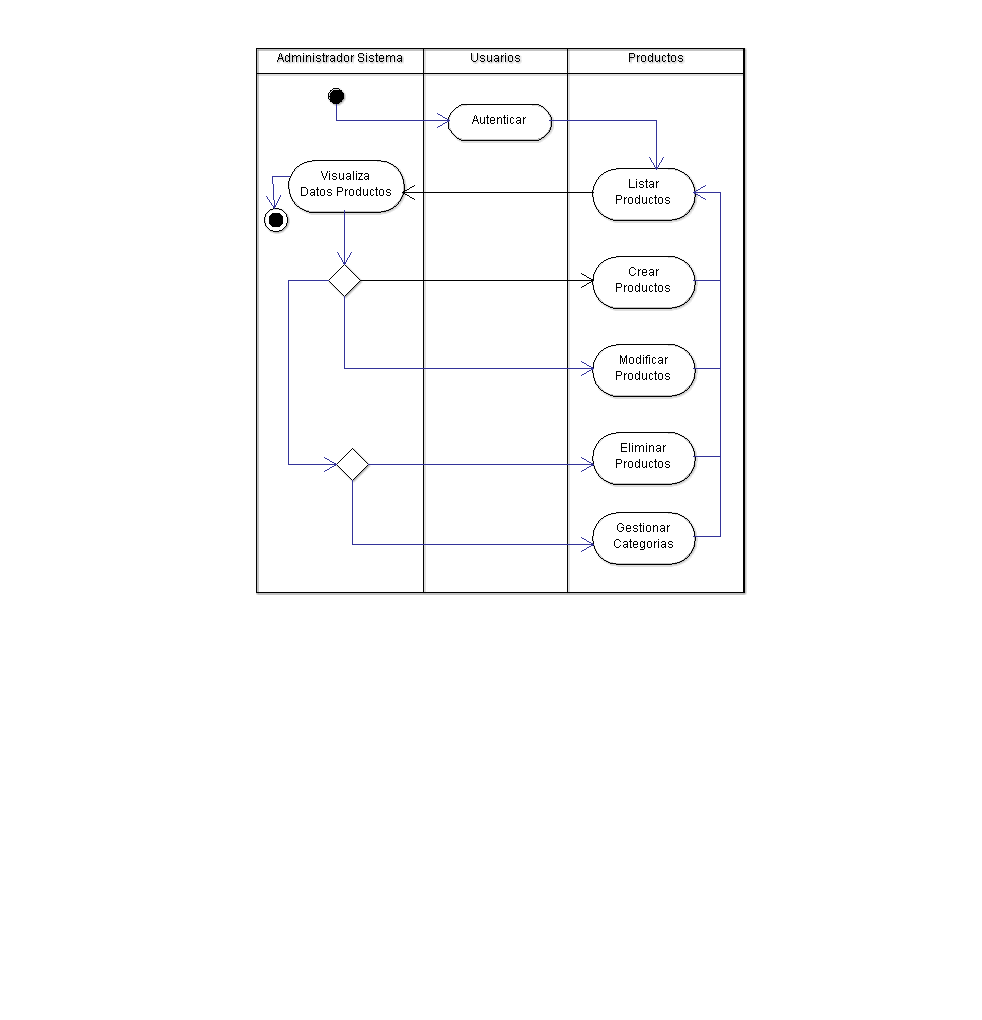 Administrador Sistema
Usuarios
Productos
Autenticar
Visualiza
Datos Productos
Listar
Productos
Crear
Productos
Modificar
Productos
Eliminar
Productos
Gestionar
Categorias